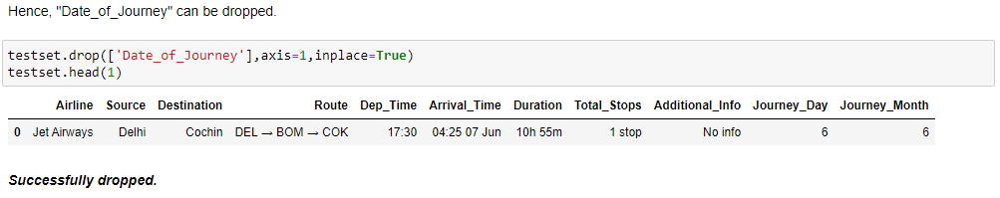 Hence, "Date_of_Journey" can be dropped.
testset.drop(['Date_of_Journey'],axis=1,inplace=True)
testset.head(1)
Airline Source Destination Route Dep_Time Arrival_Time Duration Total_Stops Additional_Info Journey_Day Journey_Month
0 Jet Airways Delhi Cochin DEL → BOM → COK 17:30 04:25 07 Jun 10h 55m 1 stop No info 6 6
Successfully dropped.